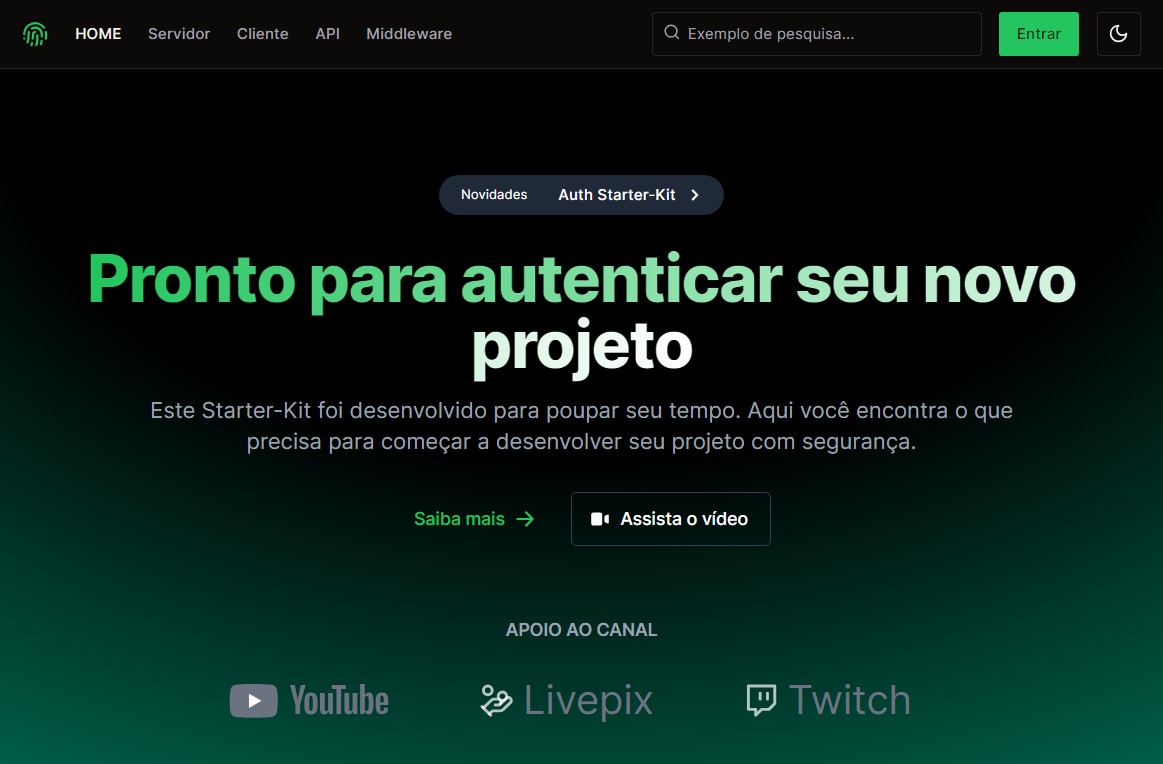 HOME Servidor Cliente API Middleware Exemplo de pesquisa... Entrar
Novidades Auth Starter-Kit
Pronto para autenticar seu novo
projeto
Este Starter-Kit foi desenvolvido para poupar seu tempo. Aqui você encontra o que
precisa para começar a desenvolver seu projeto com segurança.
Saiba mais Assista o vídeo
APOIO AO CANAL
YouTube Livepix Twitch